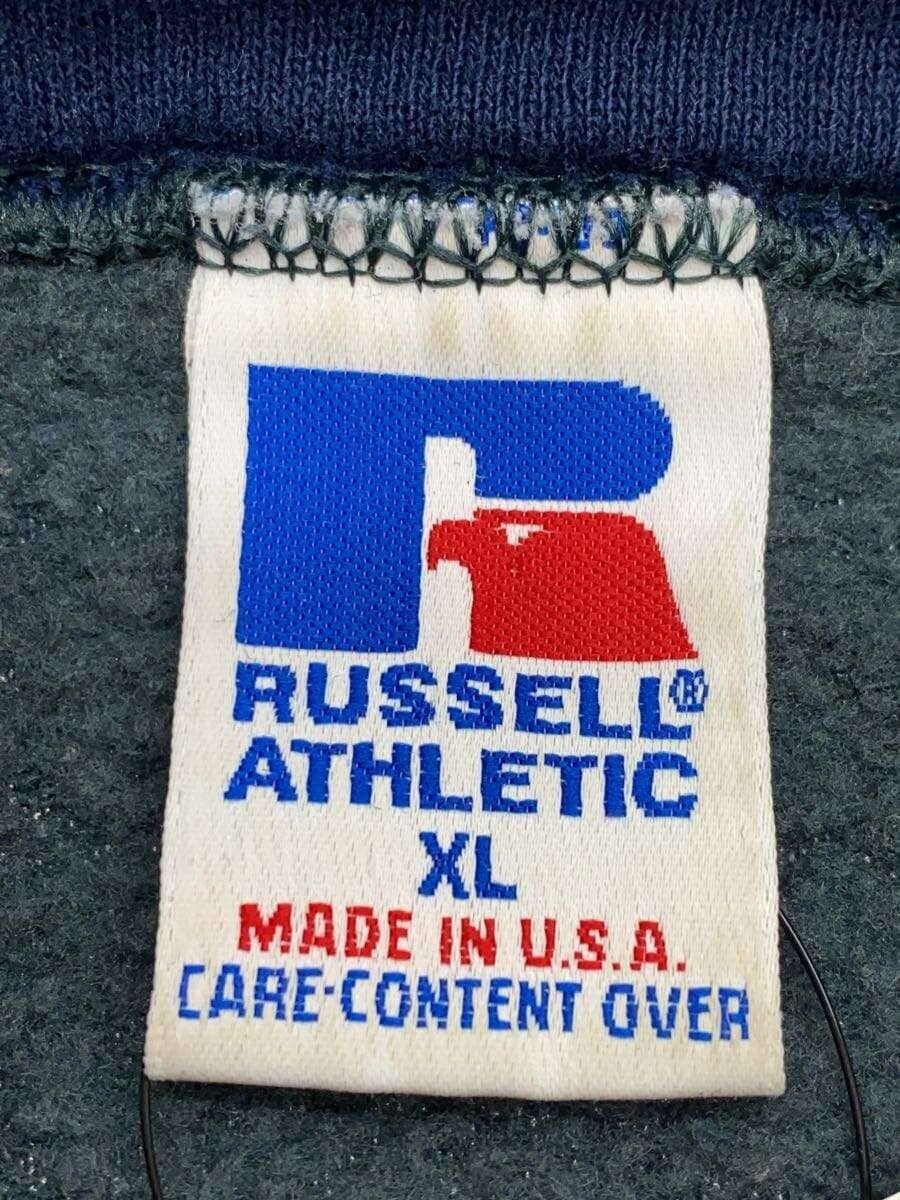 RUSSELL®
ATHLETIC
XL
MADE IN U.S.A.
CARE-CONTENT OVER